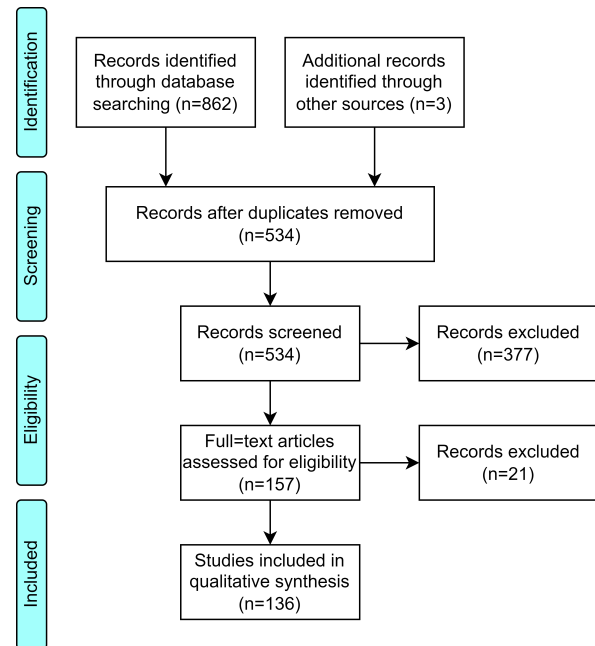 Identification
Records identified
through database
searching (n=862)
Additional records
identified through
other sources (n=3)
Screening
Records after duplicates removed
(n=534)
Records screened
(n=534)
Records excluded
(n=377)
Eligibility
Full=text articles
assessed for eligibility
(n=157)
Records excluded
(n=21)
Included
Studies included in
qualitative synthesis
(n=136)